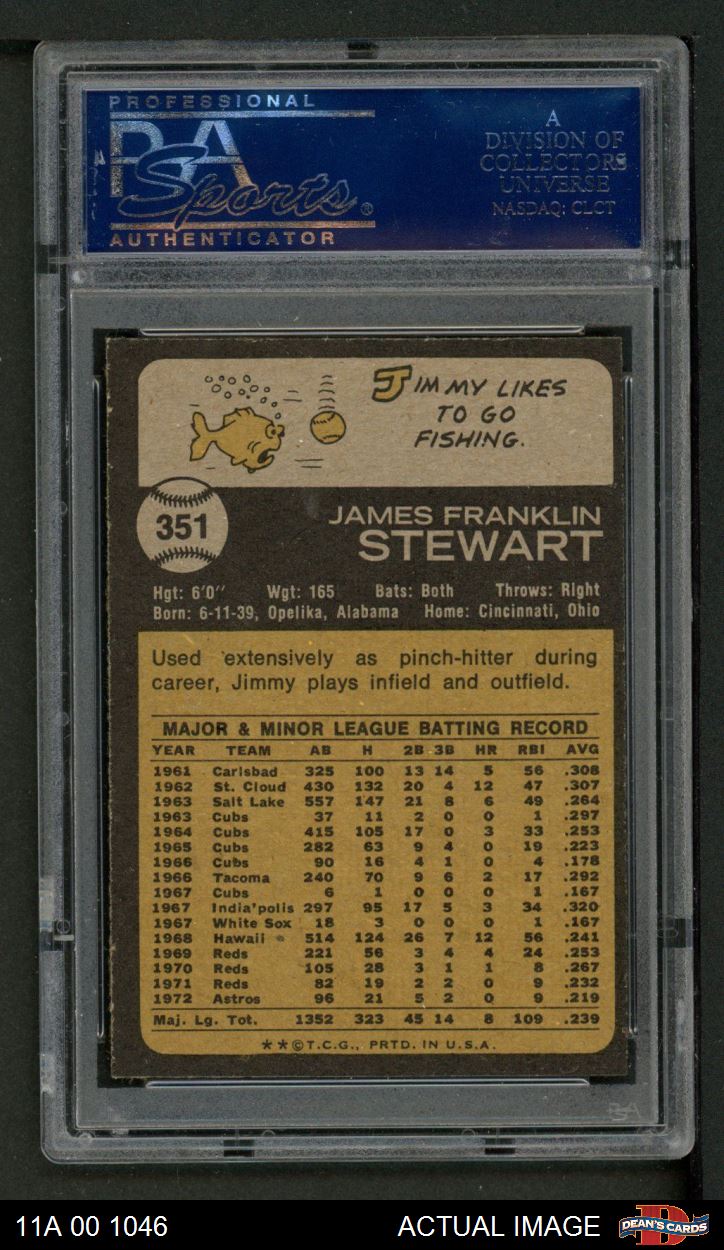 PROFESSIONAL
PSA
Sports®
AUTHENTICATOR
A
DIVISION OF
COLLECTORS
UNIVERSE
NASDAQ: CLCT
JIMMY LIKES
TO GO
FISHING.
351
JAMES FRANKLIN
STEWART
Hgt: 6'0" Wgt: 165 Bats: Both Throws: Right
Born: 6-11-39, Opelika, Alabama Home: Cincinnati, Ohio
Used extensively as pinch-hitter during
career, Jimmy plays infield and outfield.
MAJOR & MINOR LEAGUE BATTING RECORD
YEAR TEAM AB H 2B 3B HR RBI AVG
1961 Carlsbad 325 100 13 14 5 56 .308
1962 St. Cloud 430 132 20 4 12 47 .307
1963 Salt Lake 557 147 21 8 6 49 .264
1963 Cubs 37 11 2 0 0 1 .297
1964 Cubs 415 105 17 0 3 33 .253
1965 Cubs 282 63 9 4 0 19 .223
1966 Cubs 90 16 4 1 0 4 .178
1966 Tacoma 240 70 9 6 2 17 .292
1967 Cubs 6 1 0 0 0 1 .167
1967 India'polis 297 95 17 5 3 34 .320
1967 White Sox 18 3 0 0 0 1 .167
1968 Hawaii 514 124 26 7 12 56 .241
1969 Reds 221 56 3 4 4 24 .253
1970 Reds 105 28 3 1 1 8 .267
1971 Reds 82 19 2 2 0 9 .232
1972 Astros 96 21 5 2 0 9 .219
Maj. Lg. Tot. 1352 323 45 14 8 109 .239
**©T.C.G., PRTD. IN U.S.A.
PSA
11A 00 1046 ACTUAL IMAGE DEAN'S CARDS